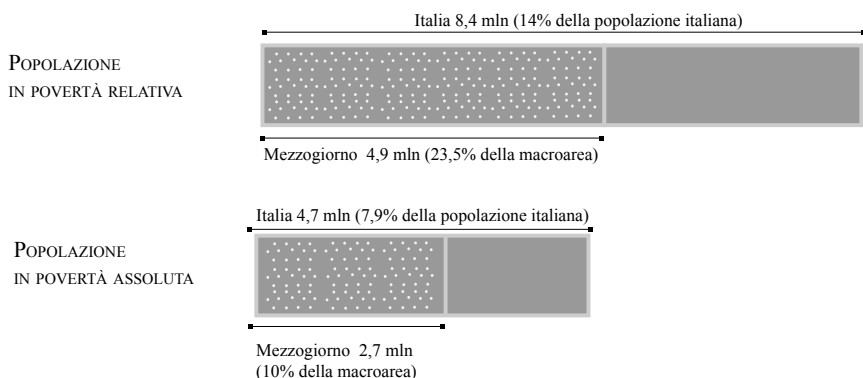 Italia 8,4 mln (14% della popolazione italiana)
Popolazione
in povertà relativa
Mezzogiorno 4,9 mln (23,5% della macroarea)
Italia 4,7 mln (7,9% della popolazione italiana)
Popolazione
in povertà assoluta
Mezzogiorno 2,7 mln
(10% della macroarea)